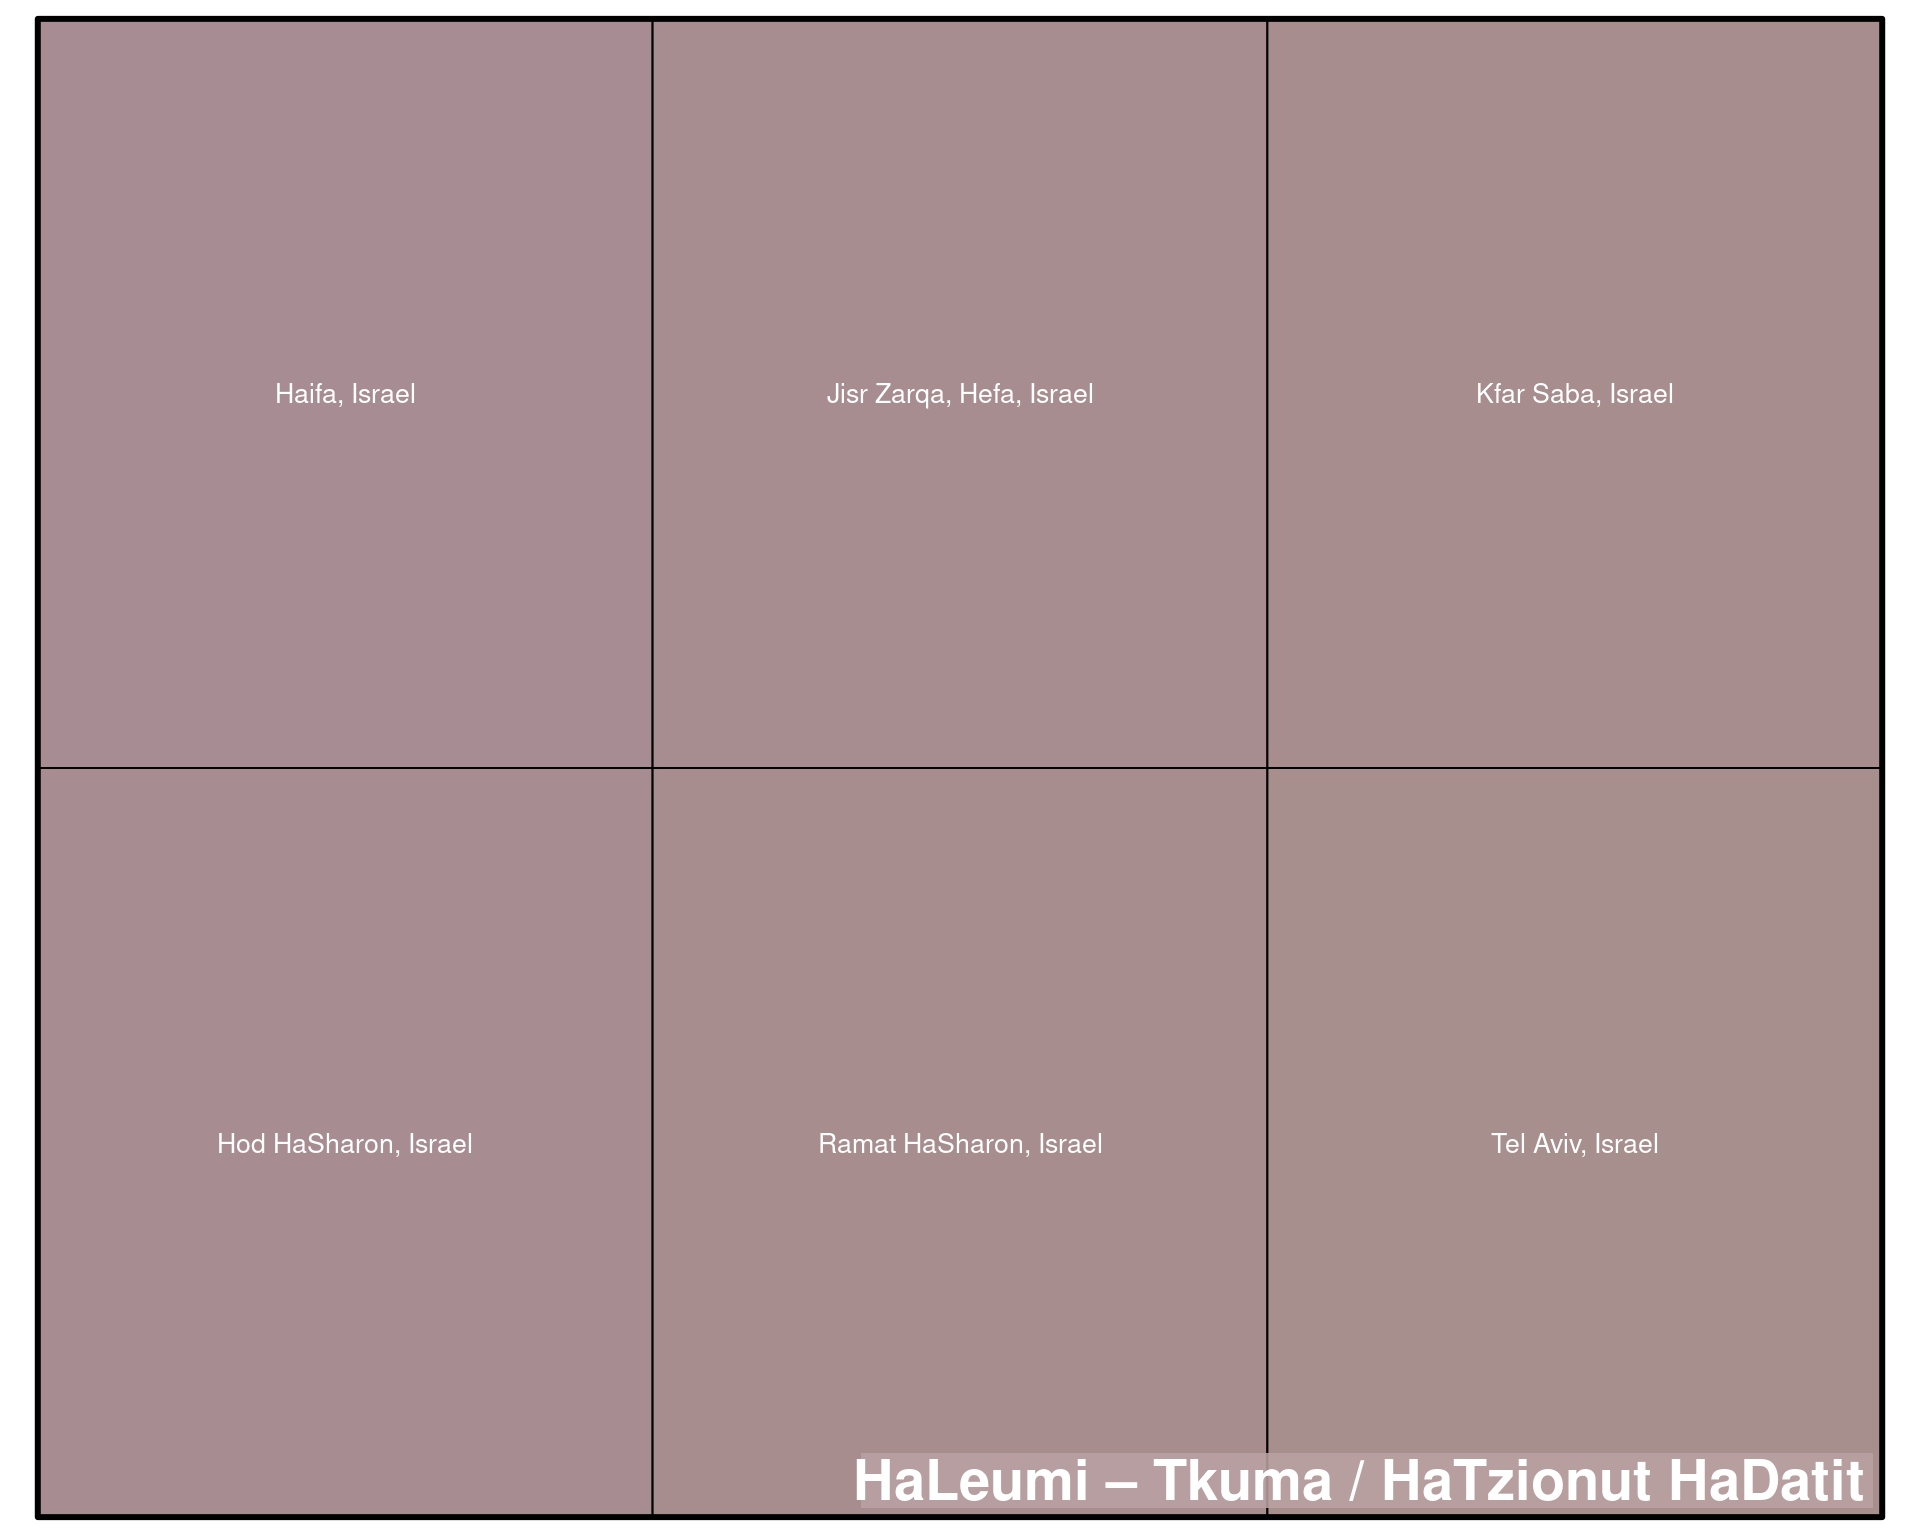 Haifa, Israel
Jisr Zarqa, Hefa, Israel
Kfar Saba, Israel
Hod HaSharon, Israel
Ramat HaSharon, Israel
Tel Aviv, Israel
HaLeumi – Tkuma / HaTzionut HaDatit